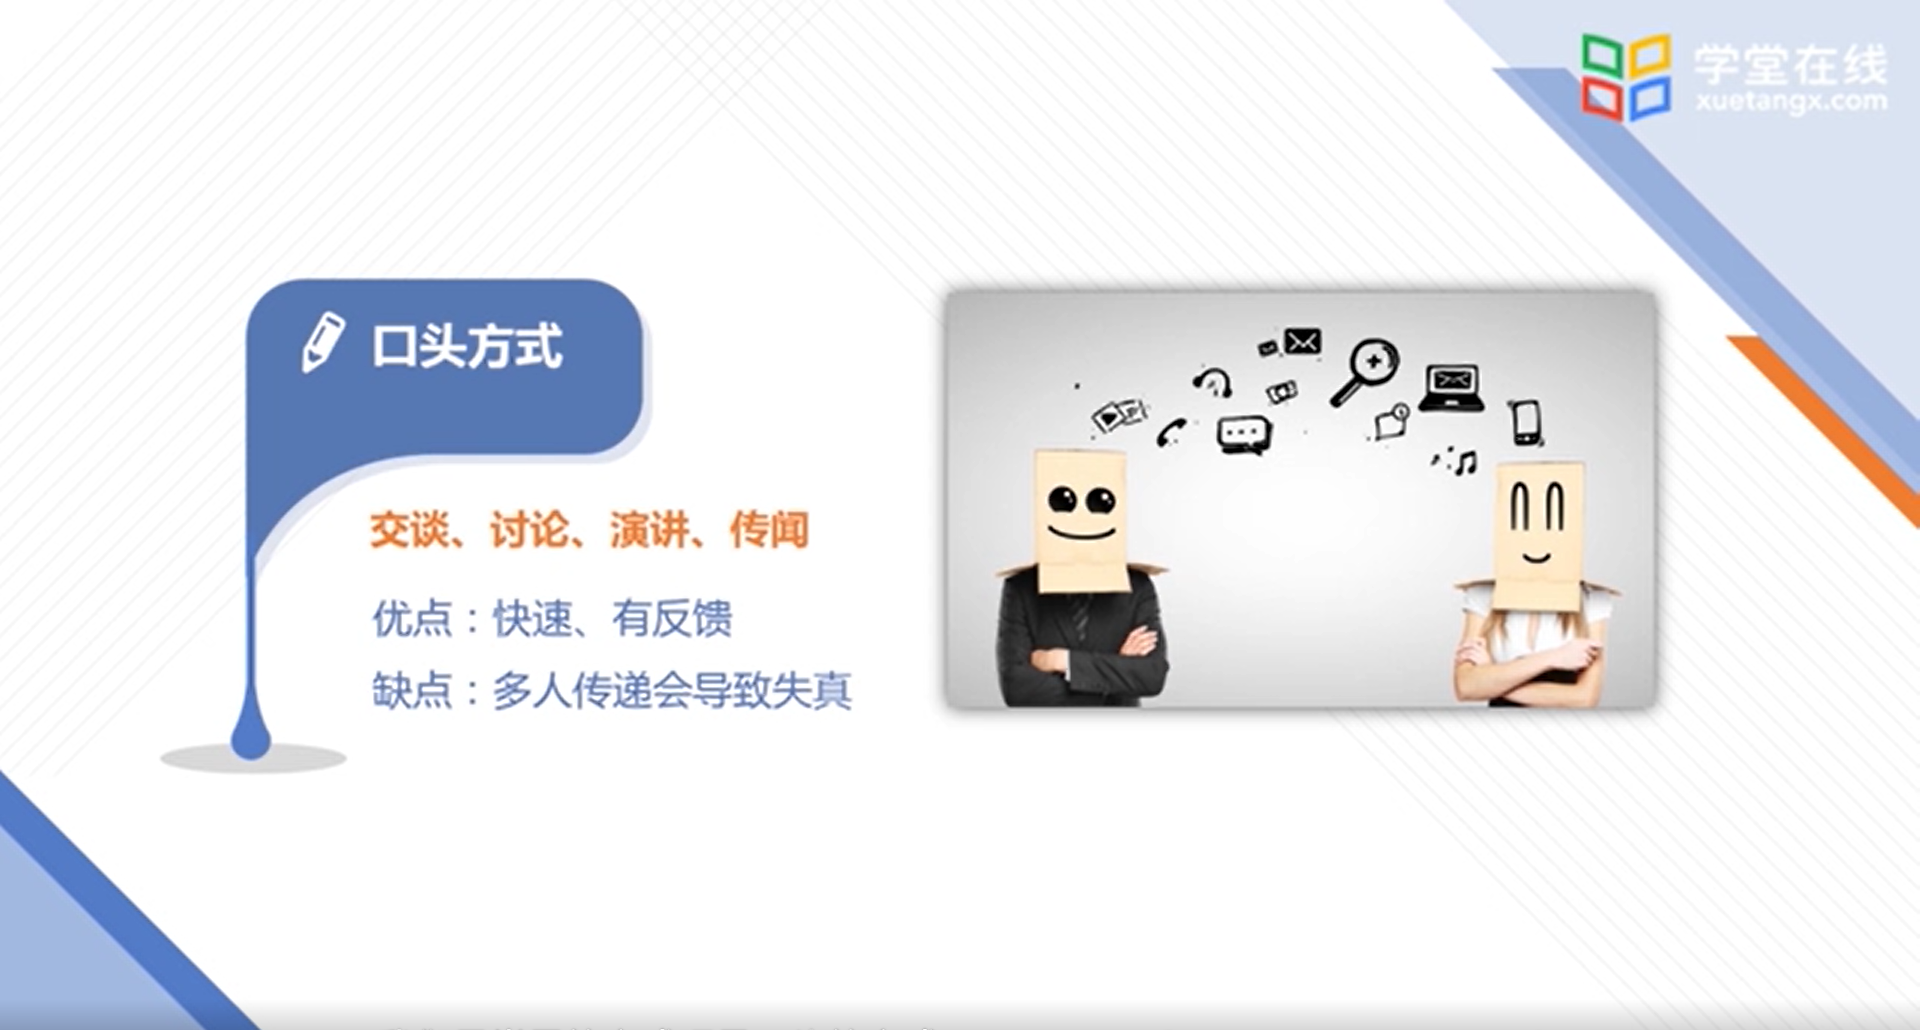 学堂在线
xuetangx.com
口头方式
交谈、讨论、演讲、传闻
优点：快速、有反馈
缺点：多人传递会导致失真